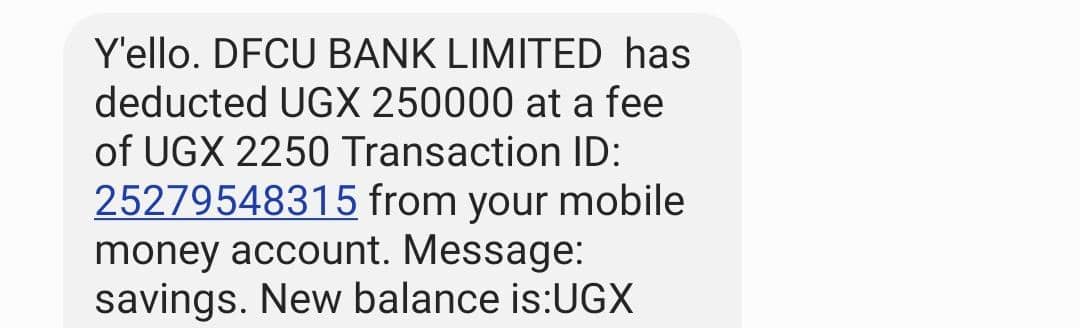 Y'ello. DFCU BANK LIMITED  has
deducted UGX 250000 at a fee
of UGX 2250 Transaction ID:
25279548315 from your mobile
money account. Message:
savings. New balance is:UGX